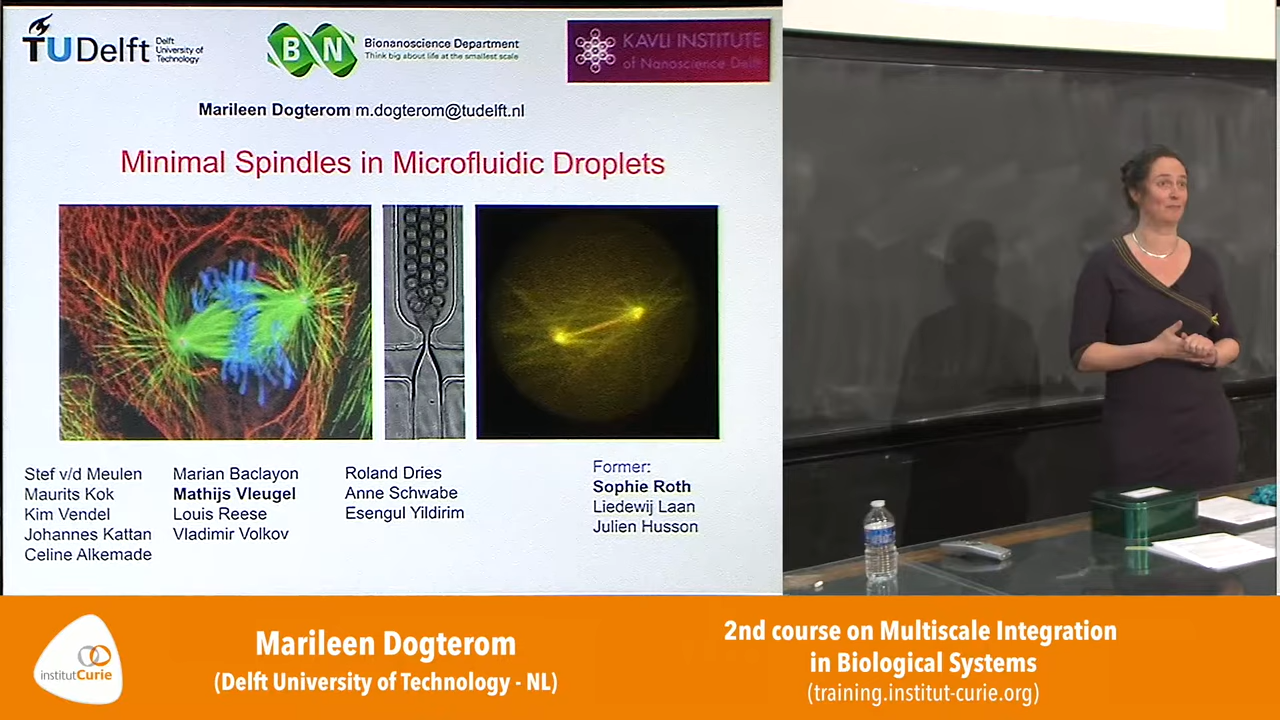 TUDelft
Delft
University of
Technology
BN
Bionanoscience Department
Think big about life at the smallest scale
KAVLI INSTITUTE
of Nanoscience Delft
Marileen Dogterom m.dogterom@tudelft.nl
Minimal Spindles in Microfluidic Droplets
Stef v/d Meulen
Maurits Kok
Kim Vendel
Johannes Kattan
Celine Alkemade
Marian Baclayon
Mathijs Vleugel
Louis Reese
Vladimir Volkov
Roland Dries
Anne Schwabe
Esengul Yildirim
Former:
Sophie Roth
Liedewij Laan
Julien Husson
institutCurie
Marileen Dogterom
(Delft University of Technology - NL)
2nd course on Multiscale Integration
in Biological Systems
(training.institut-curie.org)